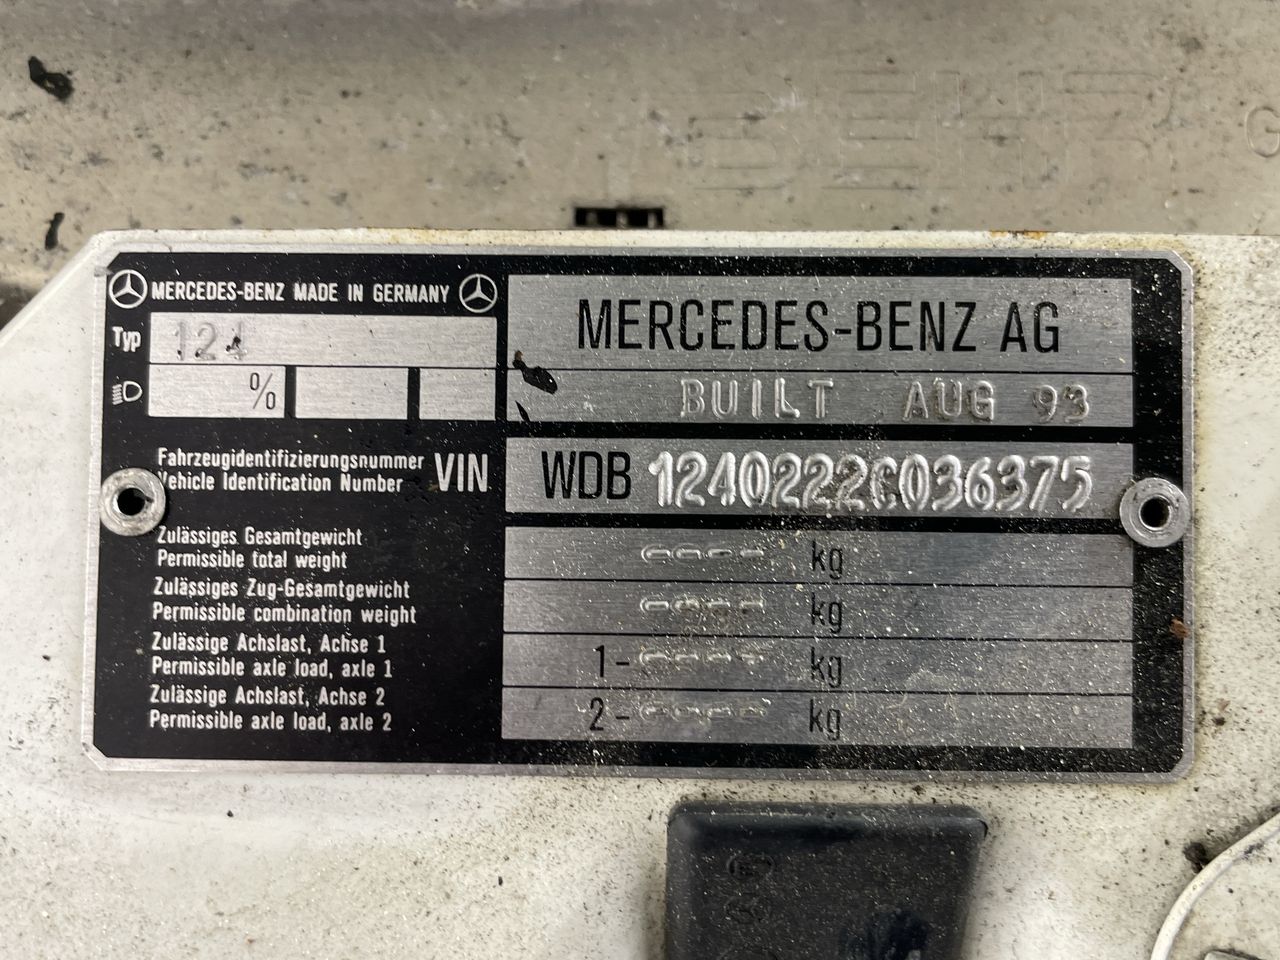 BEHR
G
MERCEDES-BENZ MADE IN GERMANY
MERCEDES-BENZ AG
Typ 124
BUILT AUG 93
%
Fahrzeugidentifizierungsnummer
Vehicle Identification Number
VIN WDB 1240222C036375
Zulässiges Gesamtgewicht
Permissible total weight
---- kg
Zulässiges Zug-Gesamtgewicht
Permissible combination weight
---- kg
Zulässige Achslast, Achse 1
Permissible axle load, axle 1
1- ---- kg
Zulässige Achslast, Achse 2
Permissible axle load, axle 2
2- ---- kg